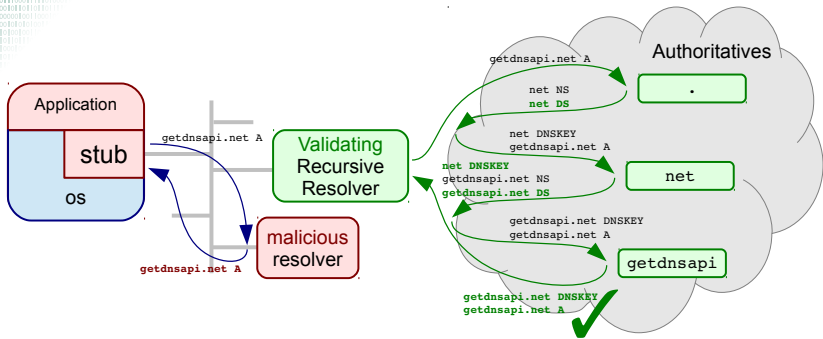 Application
stub
os
getdnsapi.net A
getdnsapi.net A
malicious
resolver
Validating
Recursive
Resolver
Authoritatives
getdnsapi.net A
.
net NS
net DS
net DNSKEY
getdnsapi.net A
net DNSKEY
getdnsapi.net NS
getdnsapi.net DS
net
getdnsapi.net DNSKEY
getdnsapi.net A
getdnsapi
getdnsapi.net DNSKEY
getdnsapi.net A